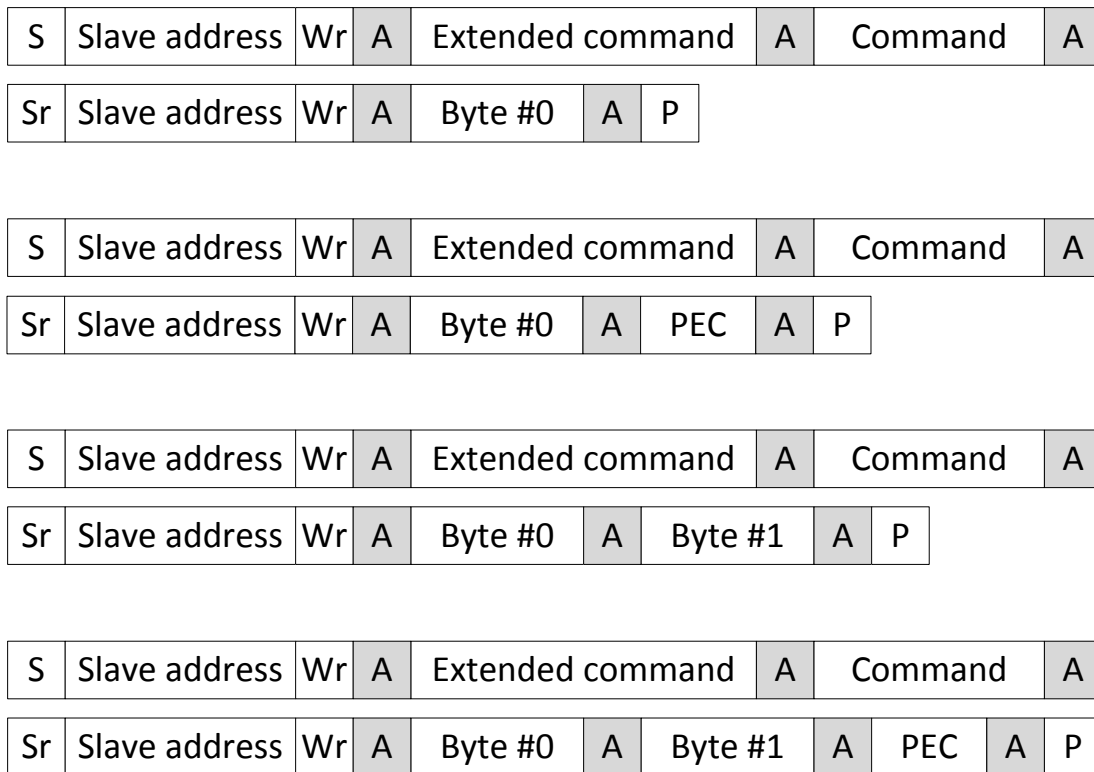 S Slave address Wr A Extended command A Command A
Sr Slave address Wr A Byte #0 A P
S Slave address Wr A Extended command A Command A
Sr Slave address Wr A Byte #0 A PEC A P
S Slave address Wr A Extended command A Command A
Sr Slave address Wr A Byte #0 A Byte #1 A P
S Slave address Wr A Extended command A Command A
Sr Slave address Wr A Byte #0 A Byte #1 A PEC A P